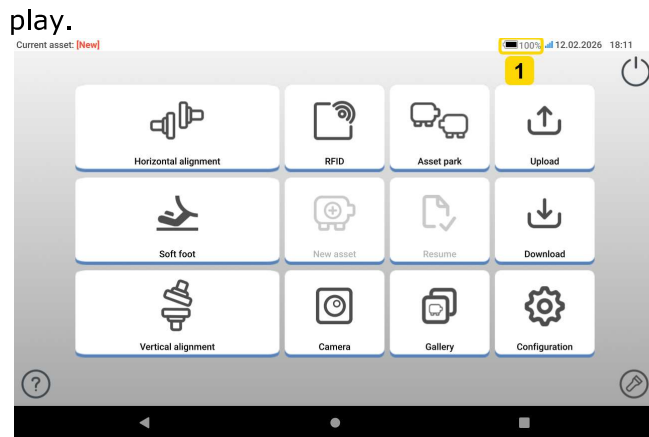 play.
Current asset: [New] 100% 12.02.2026 18:11
1
Horizontal alignment RFID Asset park Upload
Soft foot New asset Resume Download
Vertical alignment Camera Gallery Configuration
?